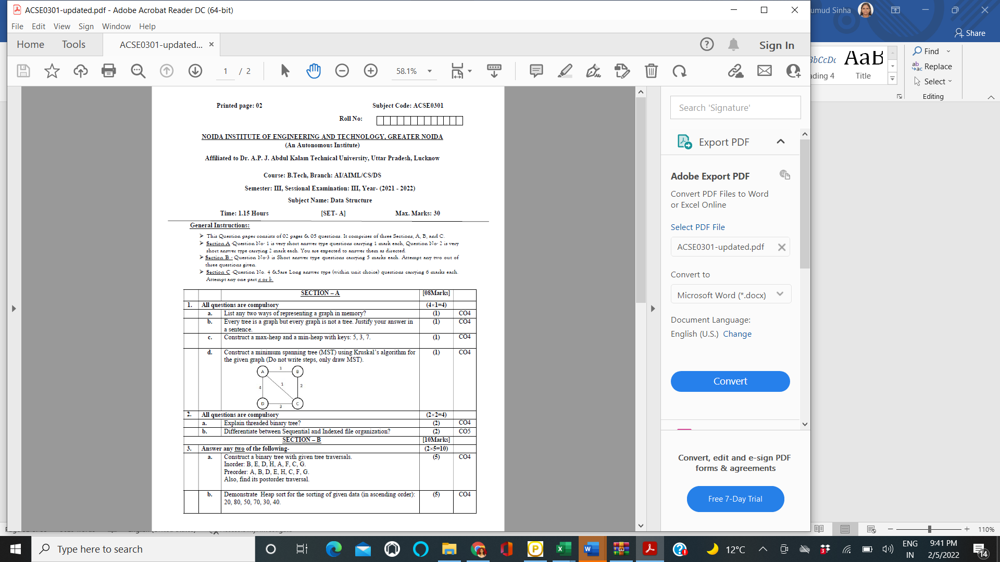 ACSE0301-updated.pdf - Adobe Acrobat Reader DC (64-bit)
umud Sinha
File Edit View Sign Window Help
Share
Home Tools ACSE0301-updated... × Sign In
1 / 2 58.1%
AaB
Find
Replace
Select
ading 4 Title
Editing
Printed page: 02 Subject Code: ACSE0301
Roll No:
NOIDA INSTITUTE OF ENGINEERING AND TECHNOLOGY, GREATER NOIDA
(An Autonomous Institute)
Affiliated to Dr. A.P. J. Abdul Kalam Technical University, Uttar Pradesh, Lucknow
Course: B.Tech, Branch: AI/AIML/CS/DS
Semester: III, Sessional Examination: III, Year- (2021 - 2022)
Subject Name: Data Structure
Time: 1.15 Hours [SET- A] Max. Marks: 30
General Instructions:
➢ This Question paper consists of 02 pages & 05 questions. It comprises of three Sections, A, B, and C.
➢ Section A -Question No- 1 is very short answer type questions carrying 1 mark each, Question No- 2 is very
short answer type carrying 2 mark each. You are expected to answer them as directed.
➢ Section B - Question No-3 is Short answer type questions carrying 5 marks each. Attempt any two out of
three questions given.
➢ Section C -Question No. 4 &5are Long answer type (within unit choice) questions carrying 6 marks each.
Attempt any one part a or b.
SECTION – A [08Marks]
1. All questions are compulsory (4×1=4)
a. List any two ways of representing a graph in memory? (1) CO4
b. Every tree is a graph but every graph is not a tree. Justify your answer in (1) CO4
a sentence.
c. Construct a max-heap and a min-heap with keys: 5, 3, 7. (1) CO4
d. Construct a minimum spanning tree (MST) using Kruskal's algorithm for (1) CO4
the given graph (Do not write steps, only draw MST).
A 1 B
4 1 2
D 3 C
2. All questions are compulsory (2×2=4)
a. Explain threaded binary tree? (2) CO4
b. Differentiate between Sequential and Indexed file organization? (2) CO5
SECTION – B [10Marks]
3. Answer any two of the following- (2×5=10)
a. Construct a binary tree with given tree traversals. (5) CO4
Inorder: B, E, D, H, A, F, C, G.
Preorder: A, B, D, E, H, C, F, G.
Also, find its postorder traversal.
b. Demonstrate Heap sort for the sorting of given data (in ascending order): (5) CO4
20, 80, 50, 70, 30, 40.
Search 'Signature'
Export PDF
Adobe Export PDF
Convert PDF Files to Word
or Excel Online
Select PDF File
ACSE0301-updated.pdf
Convert to
Microsoft Word (*.docx)
Document Language:
English (U.S.) Change
Convert
Convert, edit and e-sign PDF
forms & agreements
Free 7-Day Trial
110%
Type here to search
12°C
ENG
IN
9:41 PM
2/5/2022
14